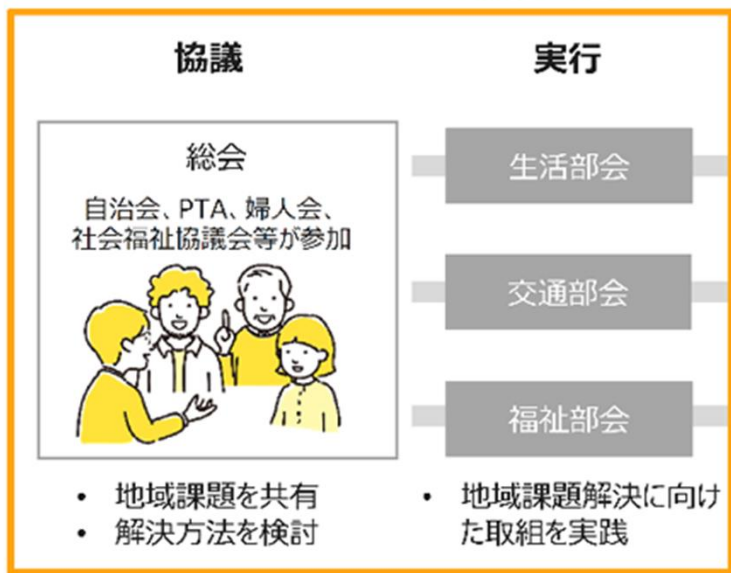 協議
総会
自治会、PTA、婦人会、
社会福祉協議会等が参加
• 地域課題を共有
• 解決方法を検討
実行
生活部会
交通部会
福祉部会
• 地域課題解決に向け
た取組を実践